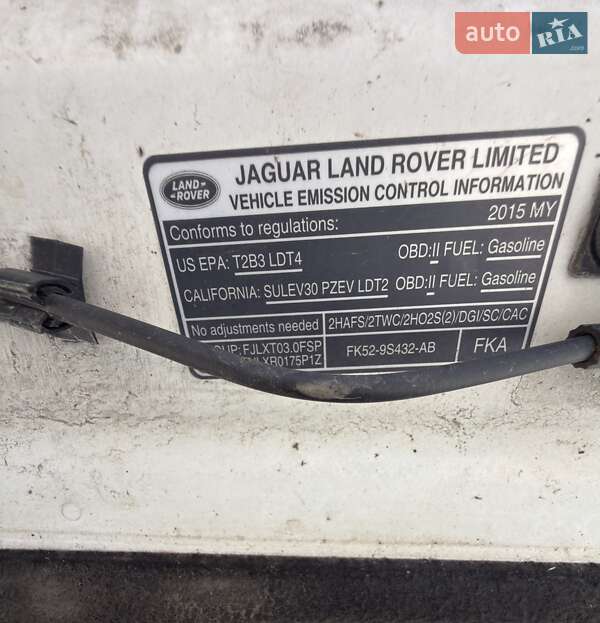 auto RIA.com
LAND-
-ROVER
JAGUAR LAND ROVER LIMITED
VEHICLE EMISSION CONTROL INFORMATION
Conforms to regulations: 2015 MY
US EPA: T2B3 LDT4 OBD:II FUEL: Gasoline
CALIFORNIA: SULEV30 PZEV LDT2 OBD:II FUEL: Gasoline
No adjustments needed 2HAFS/2TWC/2HO2S(2)/DGI/SC/CAC
FJLXT03.0FSP FK52-9S432-AB FKA